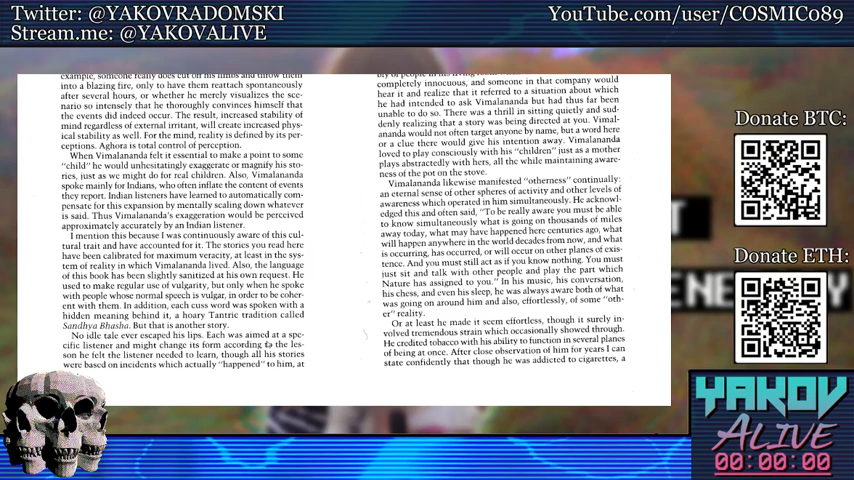 Twitter: @YAKOVRADOMSKI
Stream.me: @YAKOVALIVE
YouTube.com/user/COSMIC089
example, someone really does cut off his limbs and throw them
into a blazing fire, only to have them reattach spontaneously
after several hours, or whether he merely visualizes the sce-
nario so intensely that he thoroughly convinces himself that
the events did indeed occur. The result, increased stability of
mind regardless of external irritant, will create increased phys-
ical stability as well. For the mind, reality is defined by its per-
ceptions. Aghora is total control of perception.
When Vimalananda felt it essential to make a point to some
"child" he would unhesitatingly exaggerate or magnify his sto-
ries, just as we might do for real children. Also, Vimalananda
spoke mainly for Indians, who often inflate the content of events
they report. Indian listeners have learned to automatically com-
pensate for this expansion by mentally scaling down whatever
is said. Thus Vimalananda's exaggeration would be perceived
approximately accurately by an Indian listener.
I mention this because I was continuously aware of this cul-
tural trait and have accounted for it. The stories you read here
have been calibrated for maximum veracity, at least in the sys-
tem of reality in which Vimalananda lived. Also, the language
of this book has been slightly sanitized at his own request. He
used to make regular use of vulgarity, but only when he spoke
with people whose normal speech is vulgar, in order to be coher-
ent with them. In addition, each cuss word was spoken with a
hidden meaning behind it, a hoary Tantric tradition called
Sandhya Bhasha. But that is another story.
No idle tale ever escaped his lips. Each was aimed at a spe-
cific listener and might change its form according to the les-
son he felt the listener needed to learn, though all his stories
were based on incidents which actually "happened" to him, at
of people in his living
completely innocuous, and someone in that company would
hear it and realize that it referred to a situation about which
he had intended to ask Vimalananda but had thus far been
unable to do so. There was a thrill in sitting quietly and sud-
denly realizing that a story was being directed at you. Vimal-
ananda would not often target anyone by name, but a word here
or a clue there would give his intention away. Vimalananda
loved to play consciously with his "children" just as a mother
plays abstractedly with hers, all the while maintaining aware-
ness of the pot on the stove.
Vimalananda likewise manifested "otherness" continually:
an eternal sense of other spheres of activity and other levels of
awareness which operated in him simultaneously. He acknowl-
edged this and often said, "To be really aware you must be able
to know simultaneously what is going on thousands of miles
away today, what may have happened here centuries ago, what
will happen anywhere in the world decades from now, and what
is occurring, has occurred, or will occur on other planes of exis-
tence. And you must still act as if you know nothing. You must
just sit and talk with other people and play the part which
Nature has assigned to you." In his music, his conversation,
his chess, and even his sleep, he was always aware both of what
was going on around him and also, effortlessly, of some "oth-
er" reality.
Or at least he made it seem effortless, though it surely in-
volved tremendous strain which occasionally showed through.
He credited tobacco with his ability to function in several planes
of being at once. After close observation of him for years I can
state confidently that though he was addicted to cigarettes, a
Donate BTC:
Donate ETH:
YAKOV
ALIVE
00:00:00